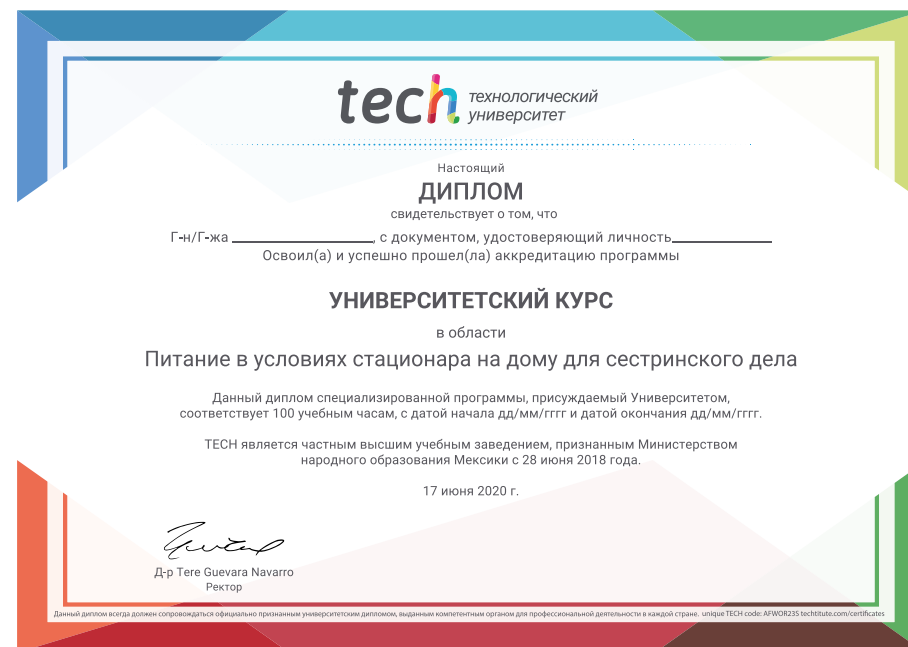 tech технологический
университет
Настоящий
ДИПЛОМ
свидетельствует о том, что
Г-н/Г-жа ____________, с документом, удостоверяющий личность____________
Освоил(а) и успешно прошел(ла) аккредитацию программы
УНИВЕРСИТЕТСКИЙ КУРС
в области
Питание в условиях стационара на дому для сестринского дела
Данный диплом специализированной программы, присуждаемый Университетом,
соответствует 100 учебным часам, с датой начала дд/мм/гггг и датой окончания дд/мм/гггг.
TECH является частным высшим учебным заведением, признанным Министерством
народного образования Мексики с 28 июня 2018 года.
17 июня 2020 г.
Д-р Tere Guevara Navarro
Ректор
Данный диплом всегда должен сопровождаться официально признанным университетским дипломом, выданным компетентным органом для профессиональной деятельности в каждой стране. unique TECH code: AFWOR23S techtitute.com/certificates